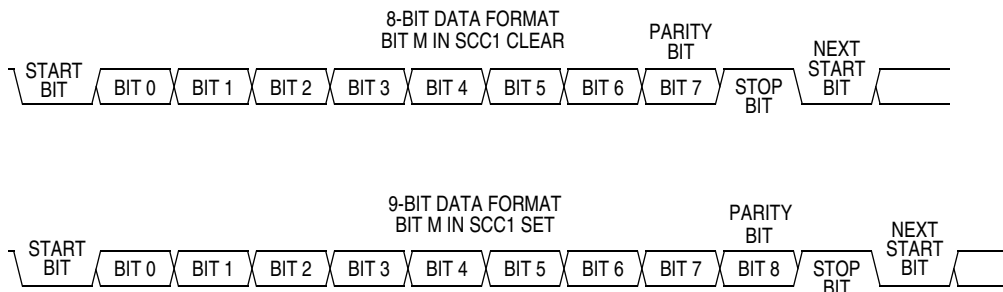 8-BIT DATA FORMAT
BIT M IN SCC1 CLEAR
PARITY
BIT
START
BIT
BIT 0 BIT 1 BIT 2 BIT 3 BIT 4 BIT 5 BIT 6 BIT 7
STOP
BIT
NEXT
START
BIT
9-BIT DATA FORMAT
BIT M IN SCC1 SET
PARITY
BIT
START
BIT
BIT 0 BIT 1 BIT 2 BIT 3 BIT 4 BIT 5 BIT 6 BIT 7 BIT 8
STOP
BIT
NEXT
START
BIT